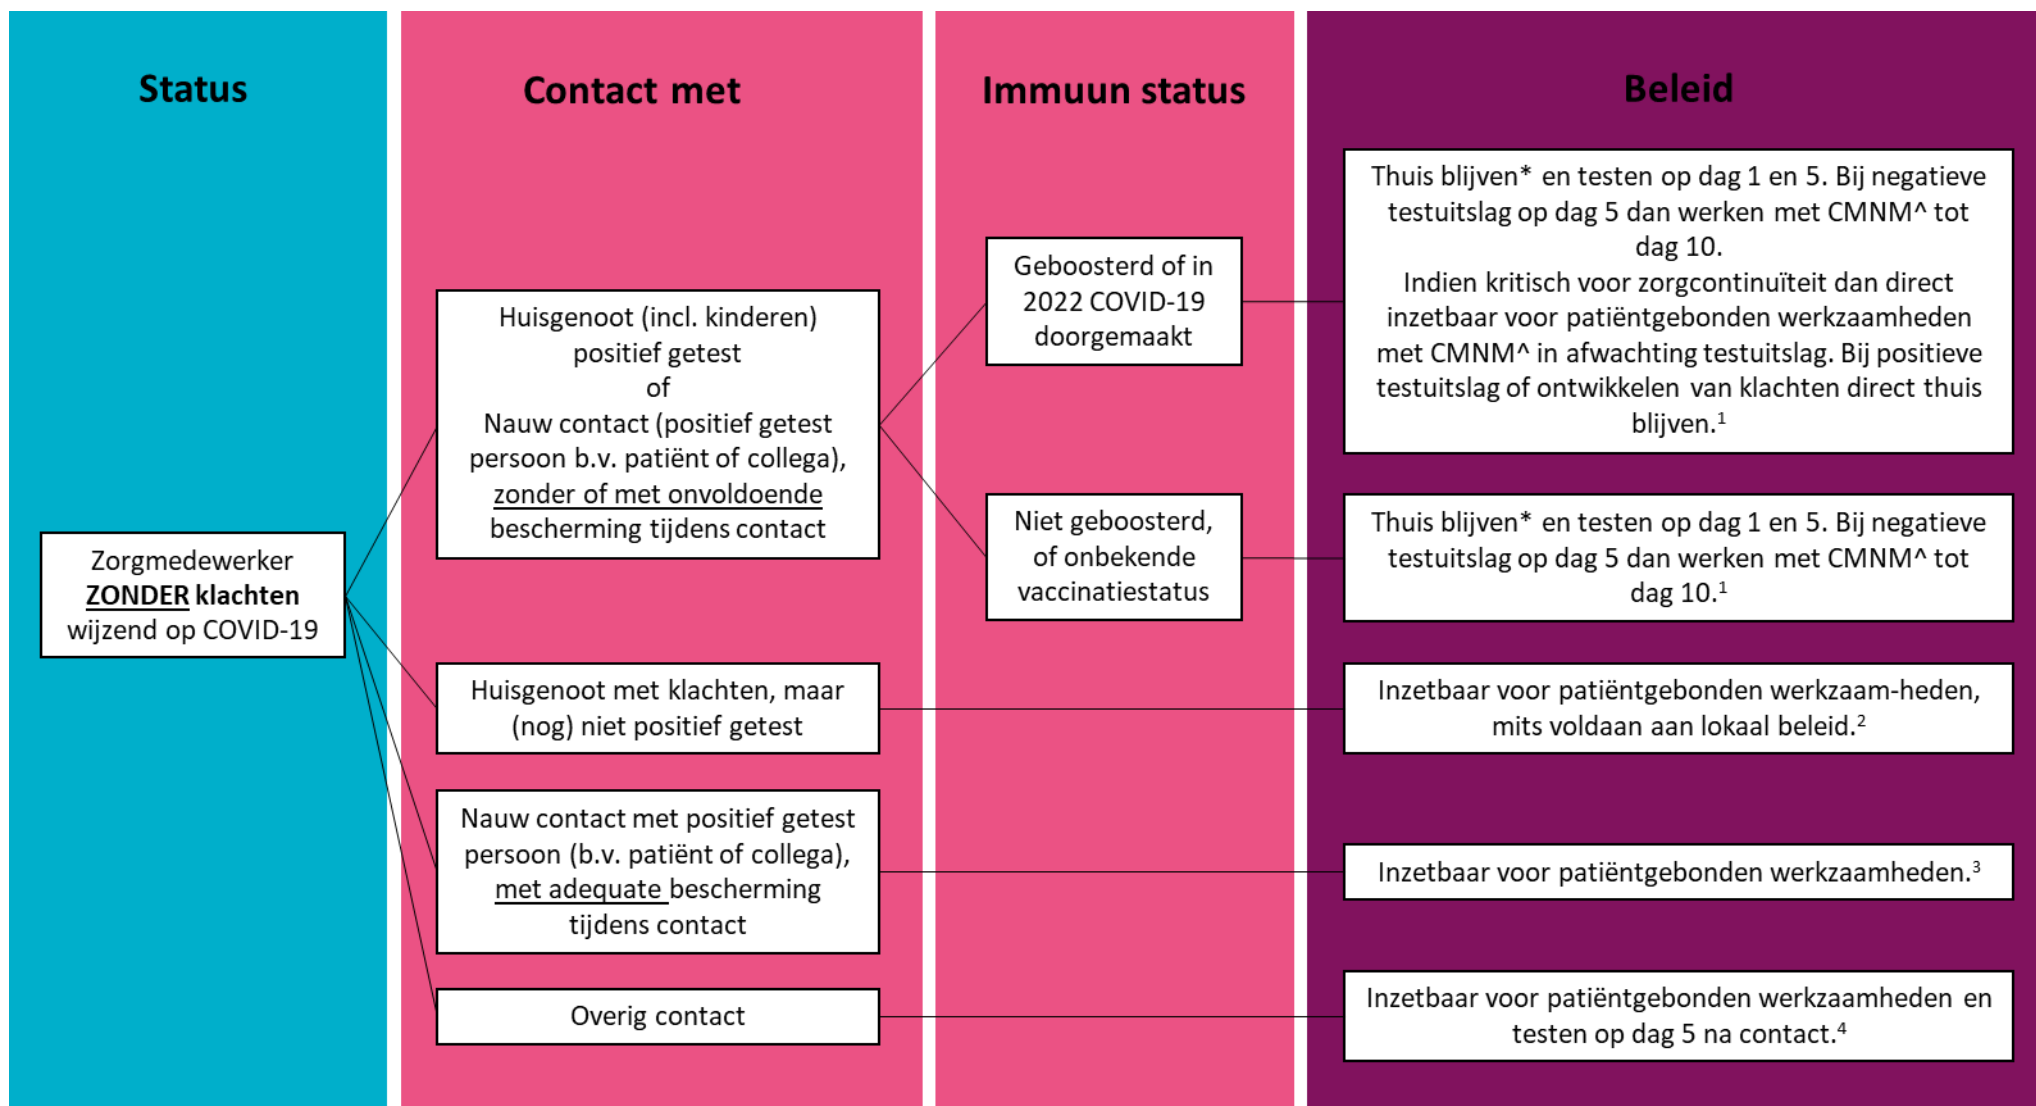 Status
Contact met
Immuun status
Beleid
Zorgmedewerker
ZONDER klachten
wijzend op COVID-19
Huisgenoot (incl. kinderen)
positief getest
of
Nauw contact (positief getest
persoon b.v. patiënt of collega),
zonder of met onvoldoende
bescherming tijdens contact
Geboosterd of in
2022 COVID-19
doorgemaakt
Thuis blijven* en testen op dag 1 en 5. Bij negatieve
testuitslag op dag 5 dan werken met CMNM^ tot
dag 10.
Indien kritisch voor zorgcontinuïteit dan direct
inzetbaar voor patiëntgebonden werkzaamheden
met CMNM^ in afwachting testuitslag. Bij positieve
testuitslag of ontwikkelen van klachten direct thuis
blijven.¹
Niet geboosterd,
of onbekende
vaccinatiestatus
Thuis blijven* en testen op dag 1 en 5. Bij negatieve
testuitslag op dag 5 dan werken met CMNM^ tot
dag 10.¹
Huisgenoot met klachten, maar
(nog) niet positief getest
Inzetbaar voor patiëntgebonden werkzaam-heden,
mits voldaan aan lokaal beleid.²
Nauw contact met positief getest
persoon (b.v. patiënt of collega),
met adequate bescherming
tijdens contact
Inzetbaar voor patiëntgebonden werkzaamheden.³
Overig contact
Inzetbaar voor patiëntgebonden werkzaamheden en
testen op dag 5 na contact.⁴